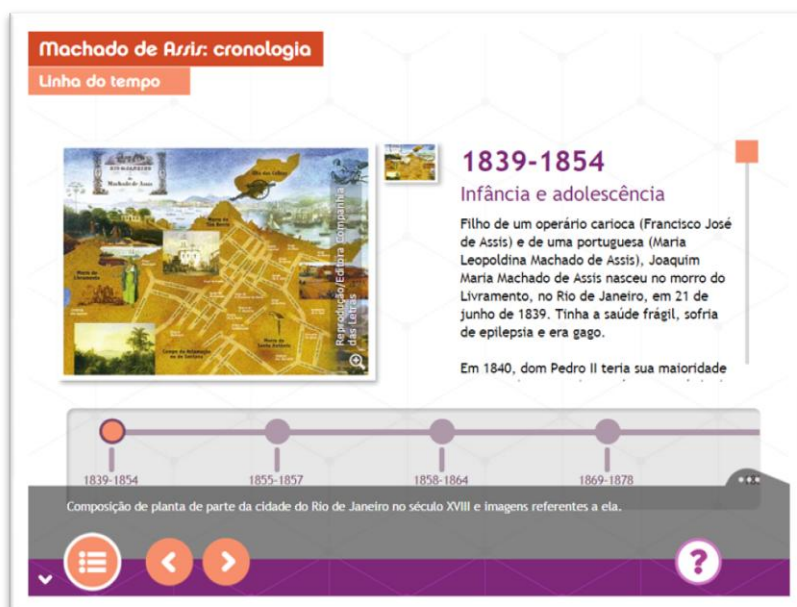 Machado de Assis: cronologia
Linha do tempo
Machado de Assis
Reprodução/Editora Companhia
das Letras
1839-1854
Infância e adolescência
Filho de um operário carioca (Francisco José
de Assis) e de uma portuguesa (Maria
Leopoldina Machado de Assis), Joaquim
Maria Machado de Assis nasceu no morro do
Livramento, no Rio de Janeiro, em 21 de
junho de 1839. Tinha a saúde frágil, sofria
de epilepsia e era gago.
Em 1840, dom Pedro II teria sua maioridade
1839-1854
1855-1857
1858-1864
1869-1878
Composição de planta de parte da cidade do Rio de Janeiro no século XVIII e imagens referentes a ela.
?